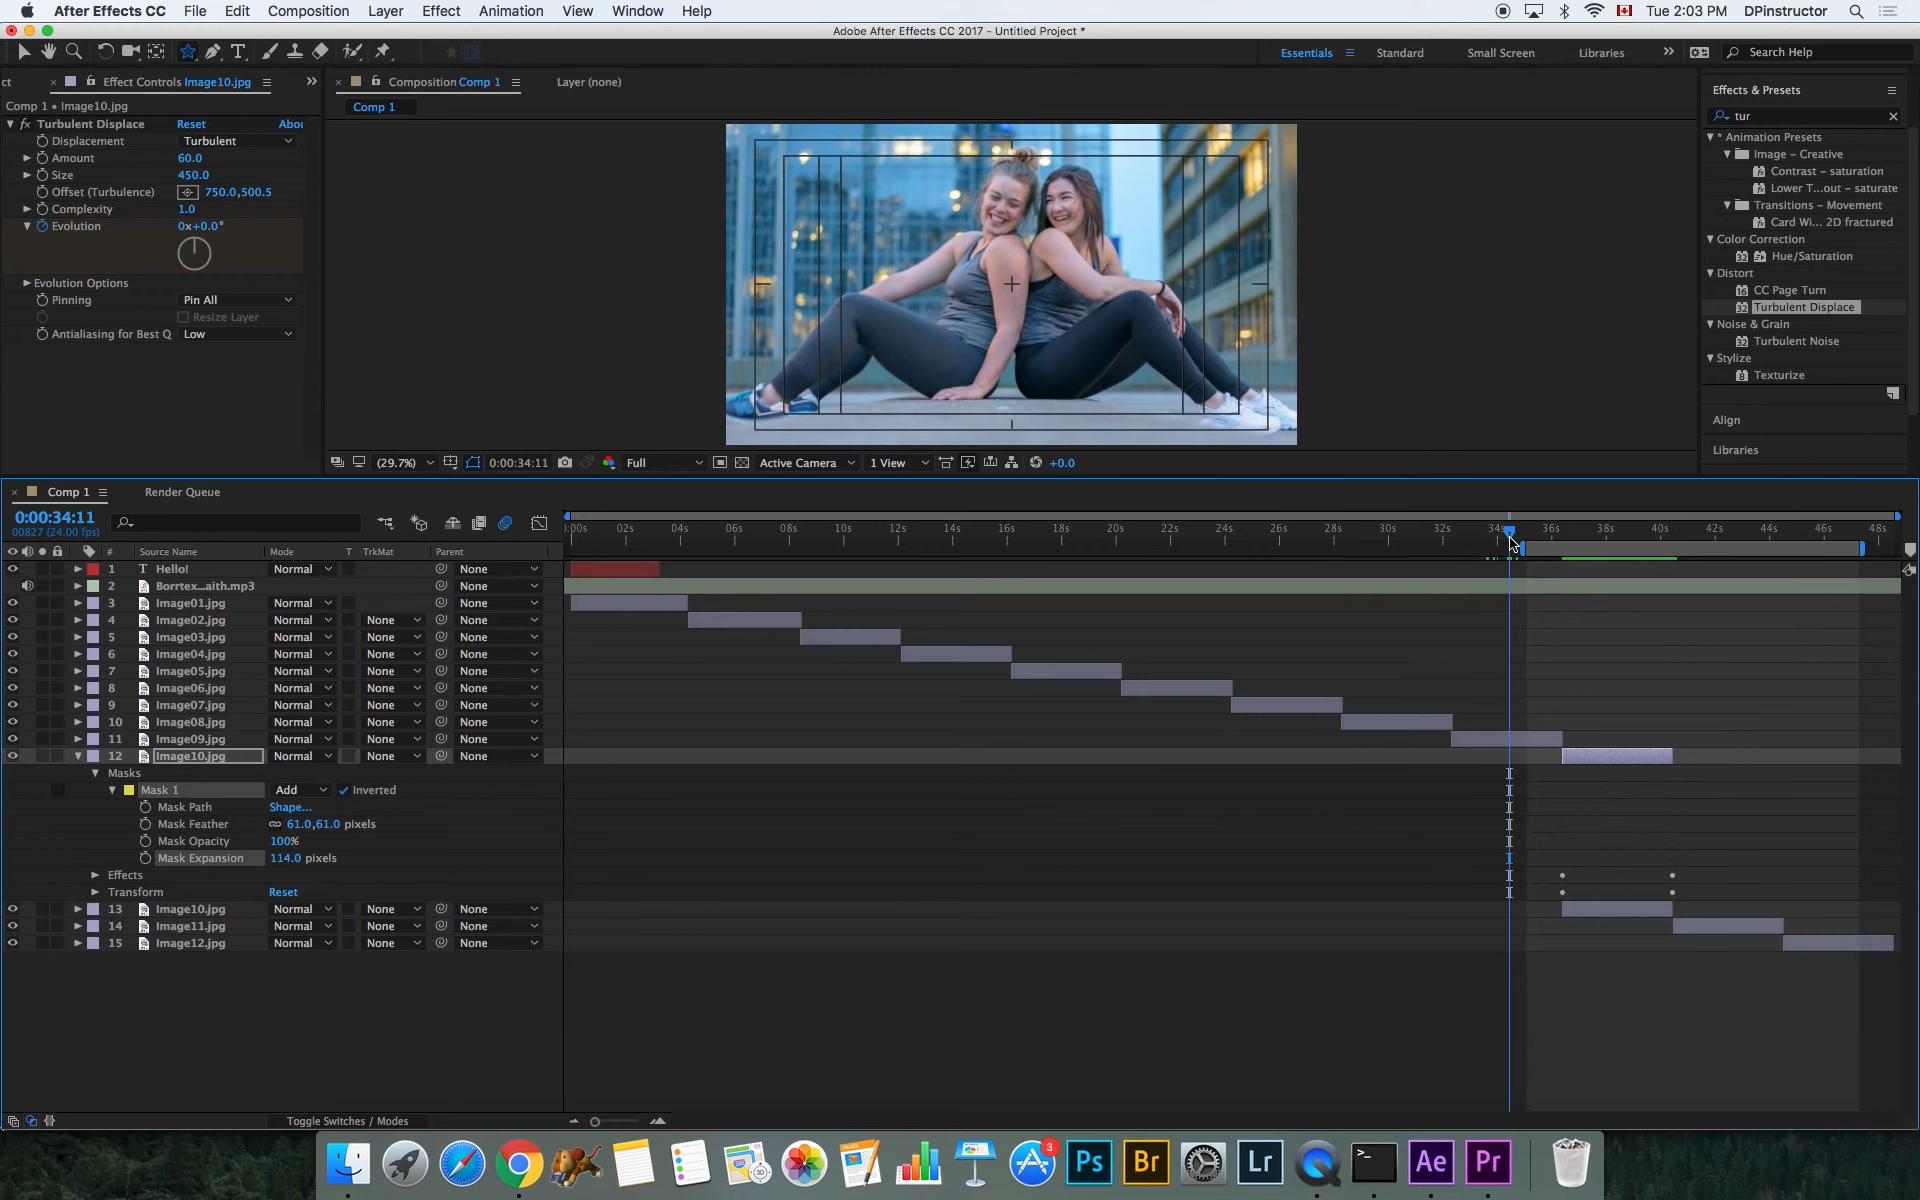 After Effects CC File Edit Composition Layer Effect Animation View Window Help Tue 2:03 PM DPinstructor
Adobe After Effects CC 2017 - Untitled Project *
Essentials Standard Small Screen Libraries Search Help
ct Effect Controls Image10.jpg
Composition Comp 1 Layer (none)
Comp 1 • Image10.jpg
Comp 1
Turbulent Displace Reset Abou
Displacement Turbulent
Amount 60.0
Size 450.0
Offset (Turbulence) 750.0,500.5
Complexity 1.0
Evolution 0x+0.0°
Evolution Options
Pinning Pin All
Resize Layer
Antialiasing for Best Q Low
(29.7%) 0:00:34:11 Full Active Camera 1 View +0.0
Effects & Presets
tur
* Animation Presets
Image – Creative
Contrast – saturation
Lower T...out – saturate
Transitions – Movement
Card Wi... 2D fractured
Color Correction
32 Hue/Saturation
Distort
16 CC Page Turn
32 Turbulent Displace
Noise & Grain
32 Turbulent Noise
Stylize
8 Texturize
Align
Libraries
Comp 1 Render Queue
0:00:34:11
00827 (24.00 fps)
:00s 02s 04s 06s 08s 10s 12s 14s 16s 18s 20s 22s 24s 26s 28s 30s 32s 34s 36s 38s 40s 42s 44s 46s 48s
# Source Name Mode T TrkMat Parent
1 T Hello! Normal None
2 Borrtex...aith.mp3 None
3 Image01.jpg Normal None
4 Image02.jpg Normal None None
5 Image03.jpg Normal None None
6 Image04.jpg Normal None None
7 Image05.jpg Normal None None
8 Image06.jpg Normal None None
9 Image07.jpg Normal None None
10 Image08.jpg Normal None None
11 Image09.jpg Normal None None
12 Image10.jpg Normal None None
Masks
Mask 1 Add Inverted
Mask Path Shape...
Mask Feather 61.0,61.0 pixels
Mask Opacity 100%
Mask Expansion 114.0 pixels
Effects
Transform Reset
13 Image10.jpg Normal None None
14 Image11.jpg Normal None None
15 Image12.jpg Normal None None
Toggle Switches / Modes
3 Ps Br Lr >_ Ae Pr